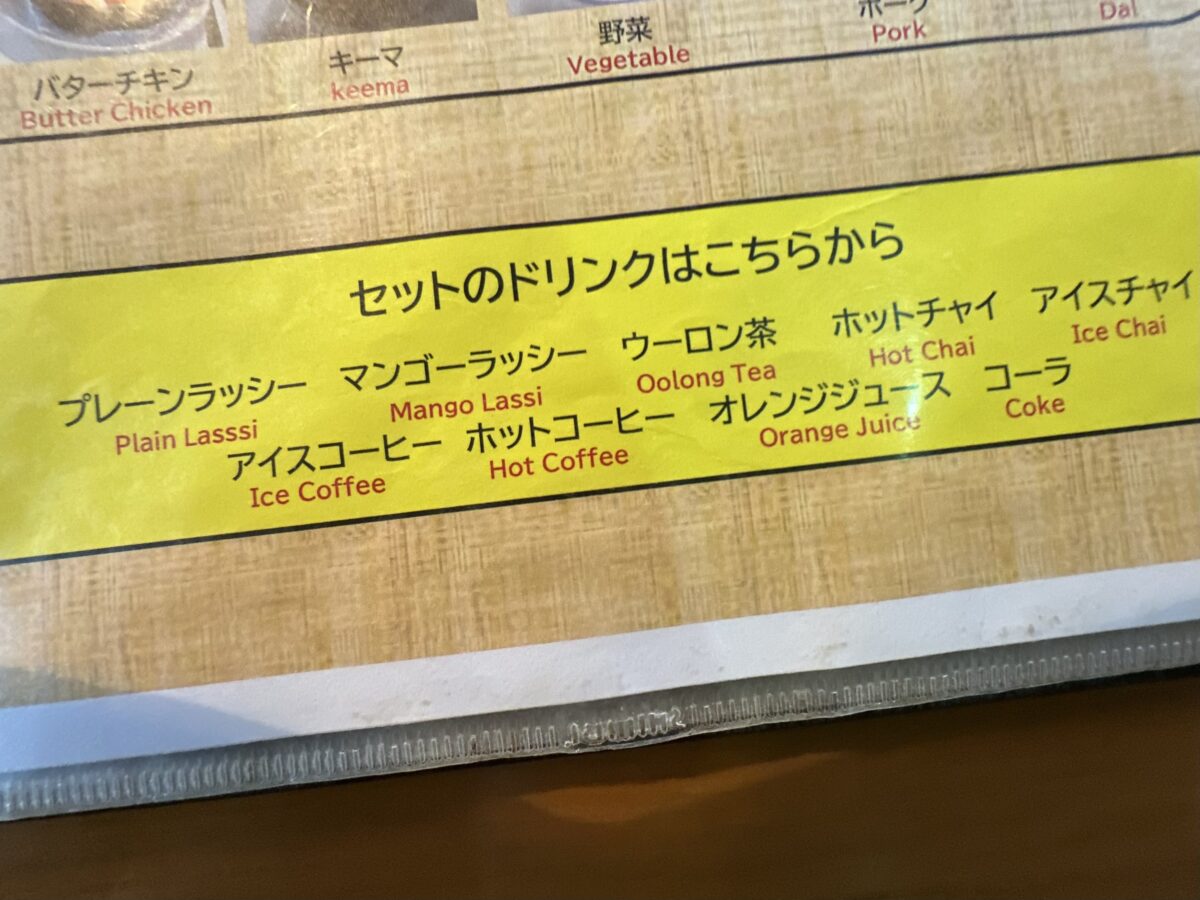 バターチキン キーマ 野菜 ポーク
Butter Chicken keema Vegetable Pork Dal
セットのドリンクはこちらから
プレーンラッシー マンゴーラッシー ウーロン茶 ホットチャイ アイスチャイ
Plain Lasssi Mango Lassi Oolong Tea Hot Chai Ice Chai
アイスコーヒー ホットコーヒー オレンジジュース コーラ
Ice Coffee Hot Coffee Orange Juice Coke